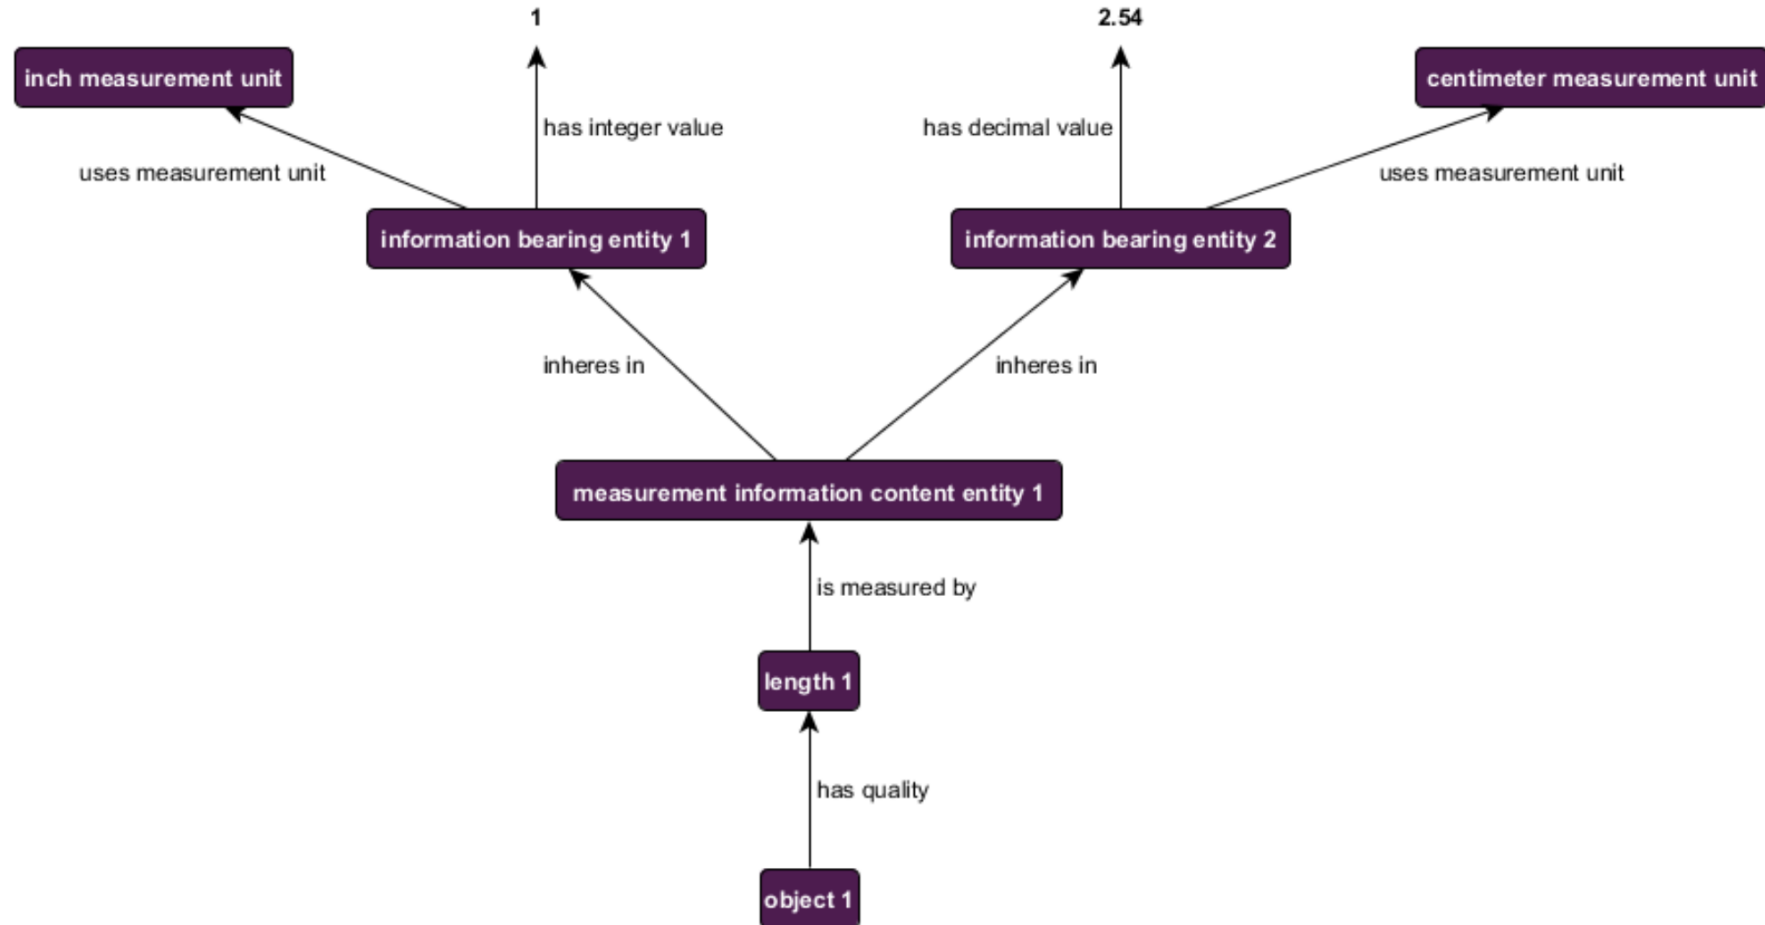 1
2.54
inch measurement unit
centimeter measurement unit
has integer value
has decimal value
uses measurement unit
uses measurement unit
information bearing entity 1
information bearing entity 2
inheres in
inheres in
measurement information content entity 1
is measured by
length 1
has quality
object 1